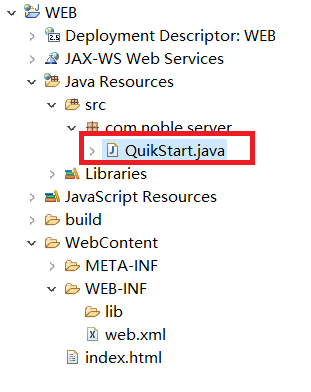 WEB
Deployment Descriptor: WEB
JAX-WS Web Services
Java Resources
src
com.noble.server
QuikStart.java
Libraries
JavaScript Resources
build
WebContent
META-INF
WEB-INF
lib
web.xml
index.html